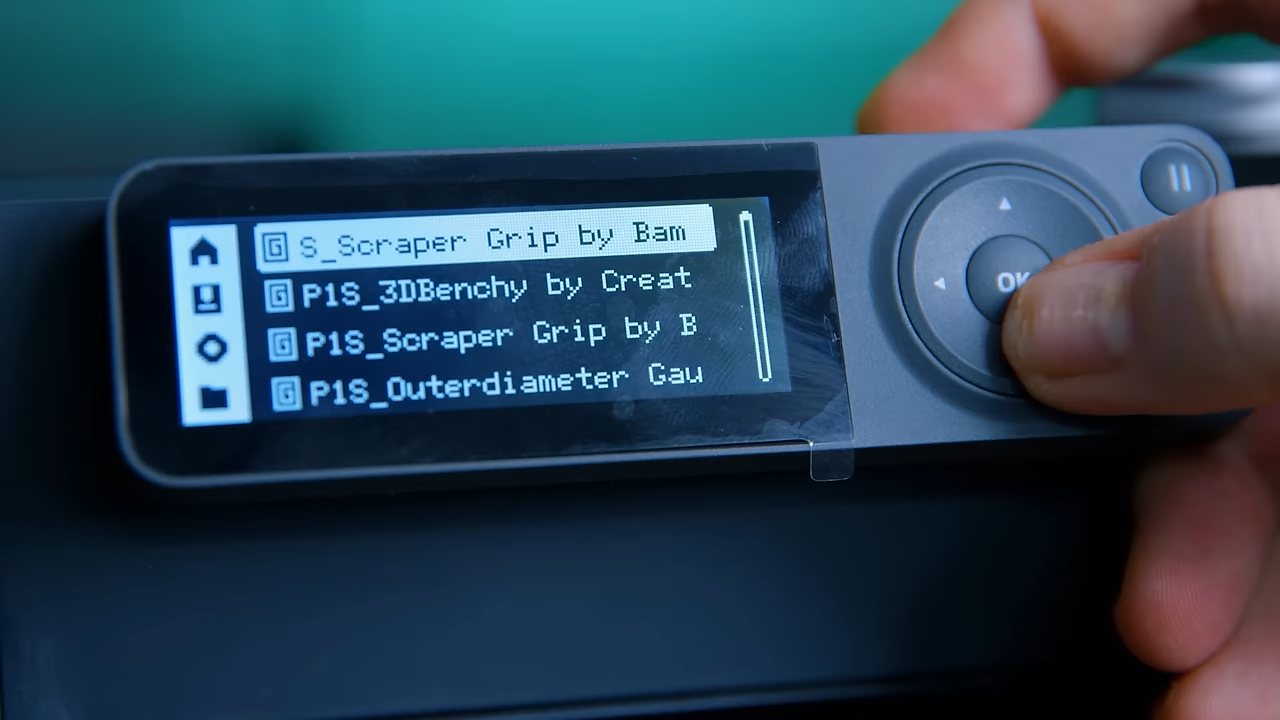 S_Scraper Grip by Bam
P1S_3DBenchy by Creat
P1S_Scraper Grip by B
P1S_Outerdiameter Gau
OK